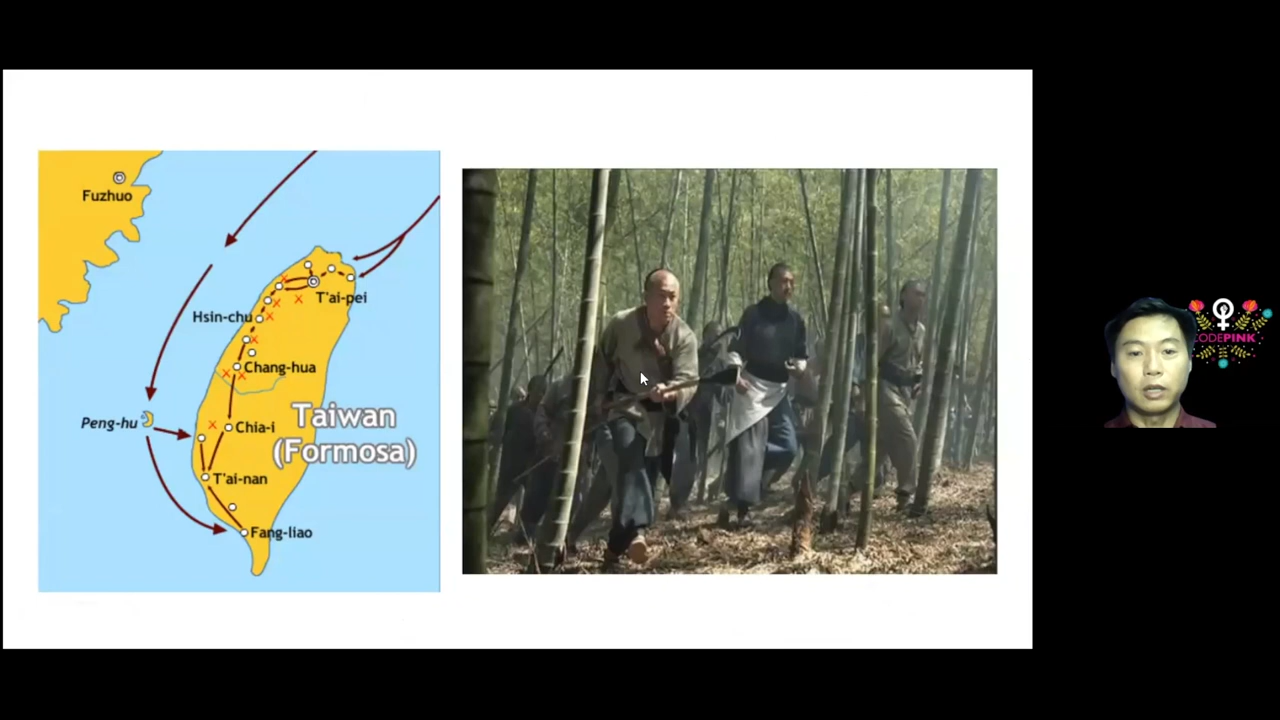 Fuzhuo
T'ai-pei
Hsin-chu
Chang-hua
Peng-hu
Chia-i
Taiwan
(Formosa)
T'ai-nan
Fang-liao
CODEPINK